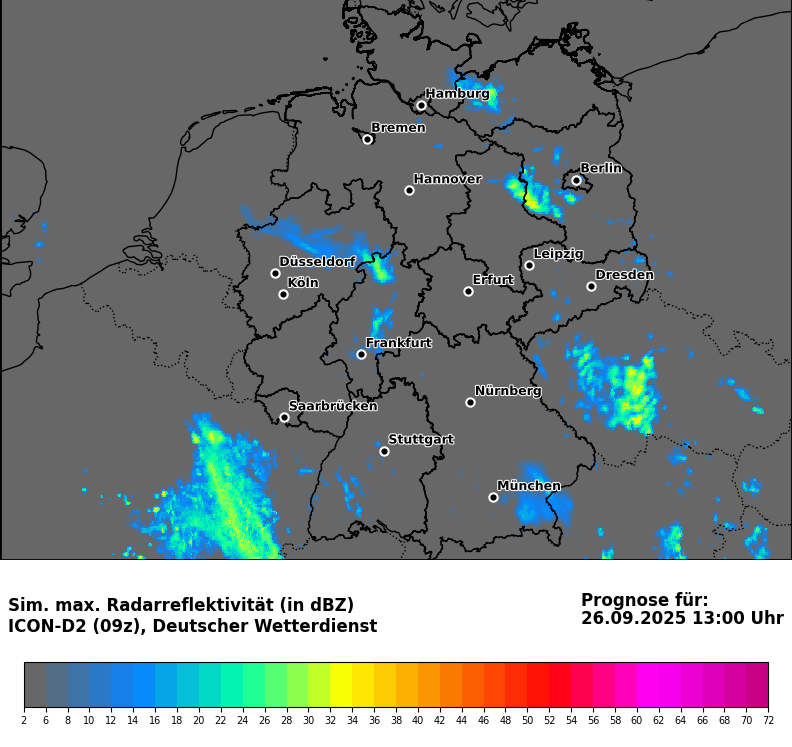 Hamburg
Bremen
Berlin
Hannover
Leipzig
Düsseldorf
Dresden
Erfurt
Köln
Frankfurt
Nürnberg
Saarbrücken
Stuttgart
München
Sim. max. Radarreflektivität (in dBZ)
ICON-D2 (09z), Deutscher Wetterdienst
Prognose für:
26.09.2025 13:00 Uhr
2 6 8 10 12 14 16 18 20 22 24 26 28 30 32 34 36 38 40 42 44 46 48 50 52 54 56 58 60 62 64 66 68 70 72